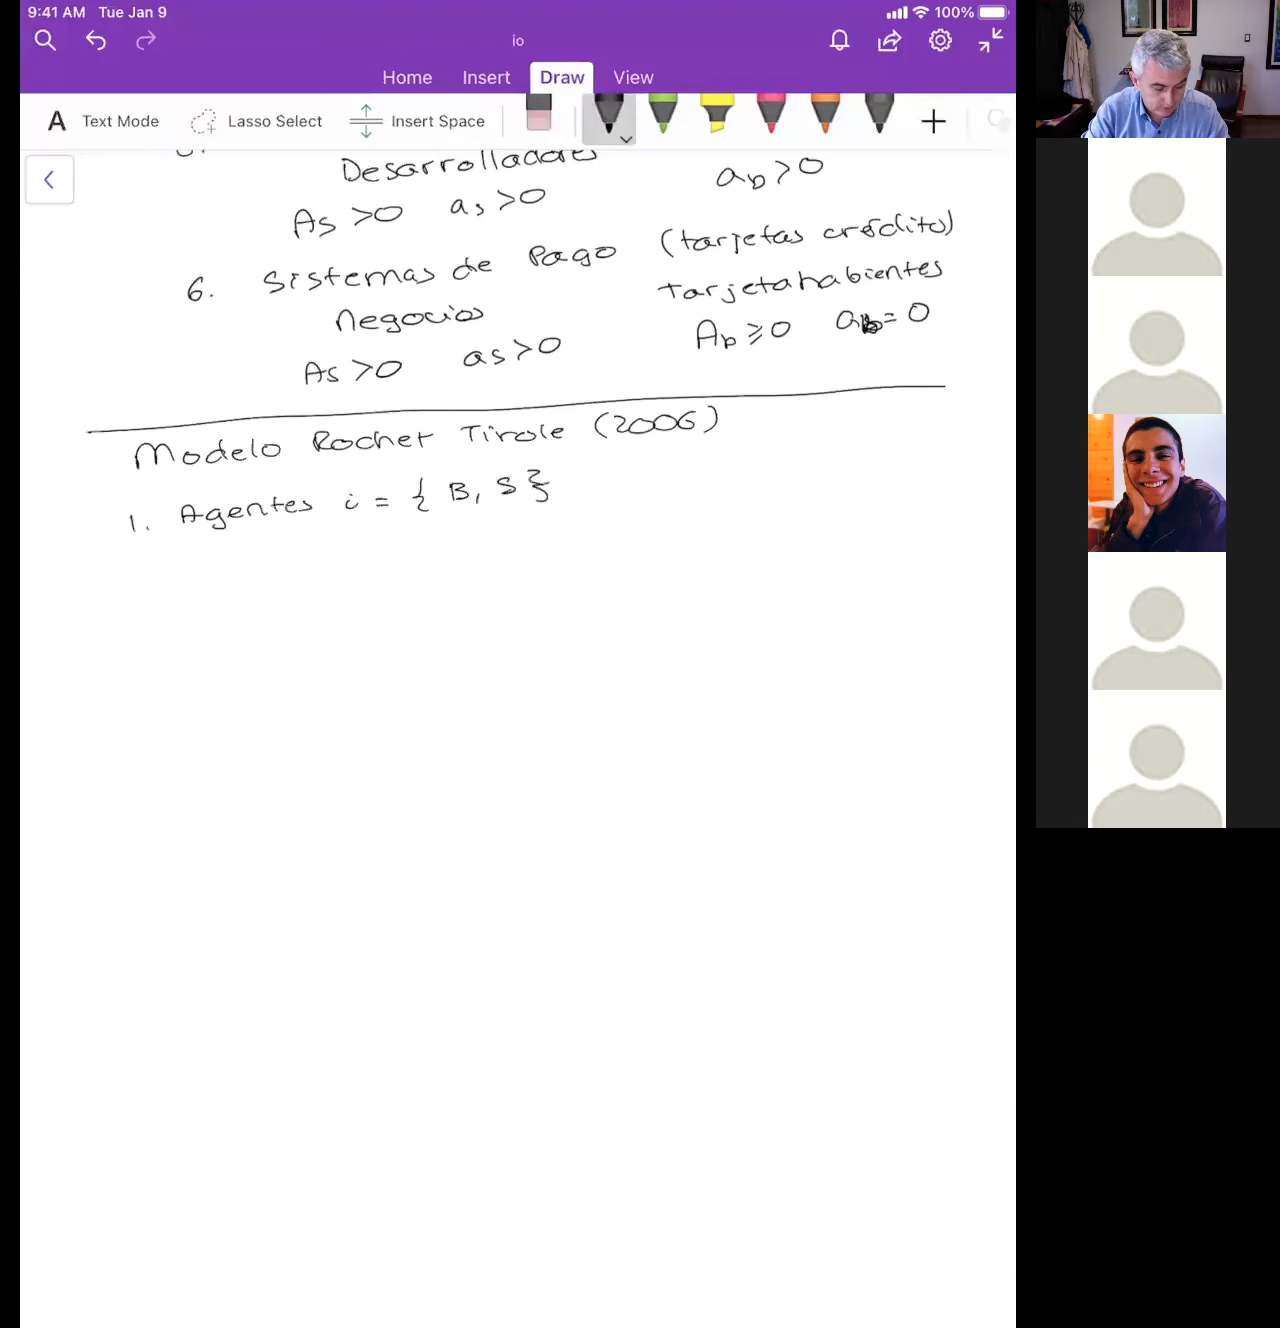 9:41 AM Tue Jan 9 100%
io
Home Insert Draw View
A Text Mode Lasso Select Insert Space
Desarrolladores
As >0 as >0 ab >0
6. Sistemas de Pago (tarjetas crédito)
negocios tarjetahabientes
As >0 as >0 Ab ≥ 0 ab = 0
Modelo Rochet Tirole (2006)
1. Agentes i = { B, S }